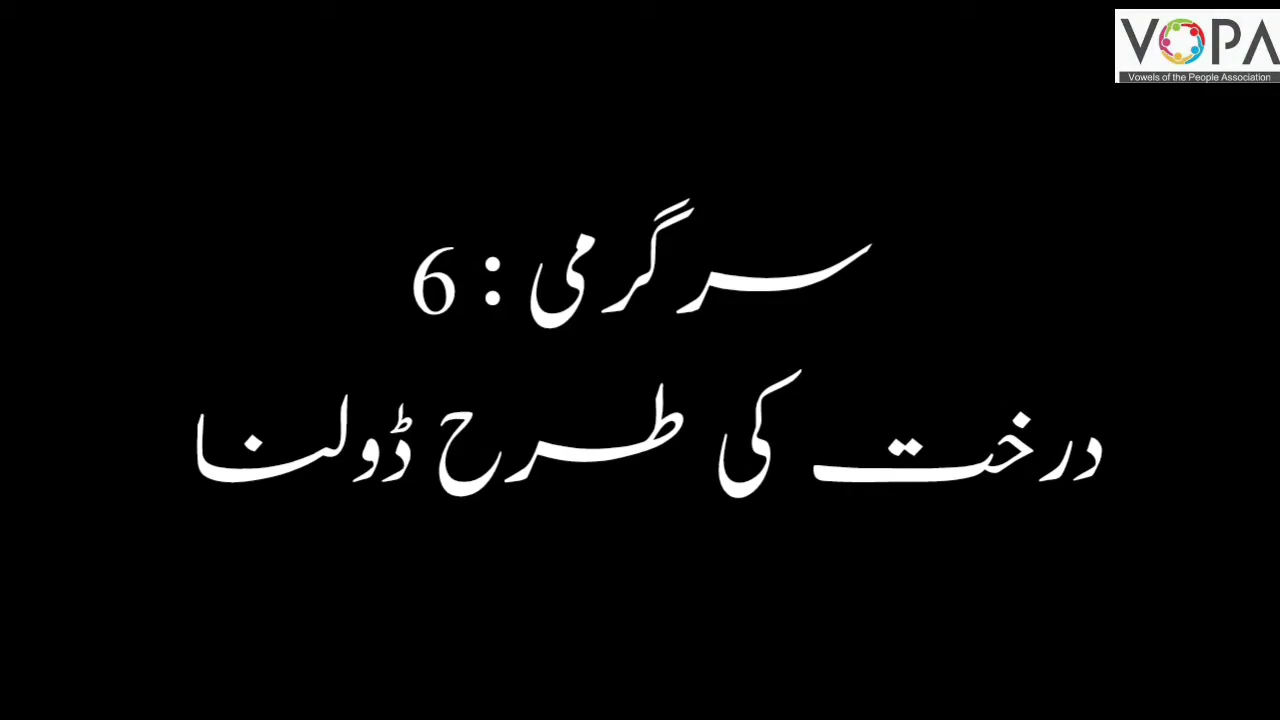 VOPA
Vowels of the People Association
سرگرمی : 6
درخت کی طرح ڈولنا